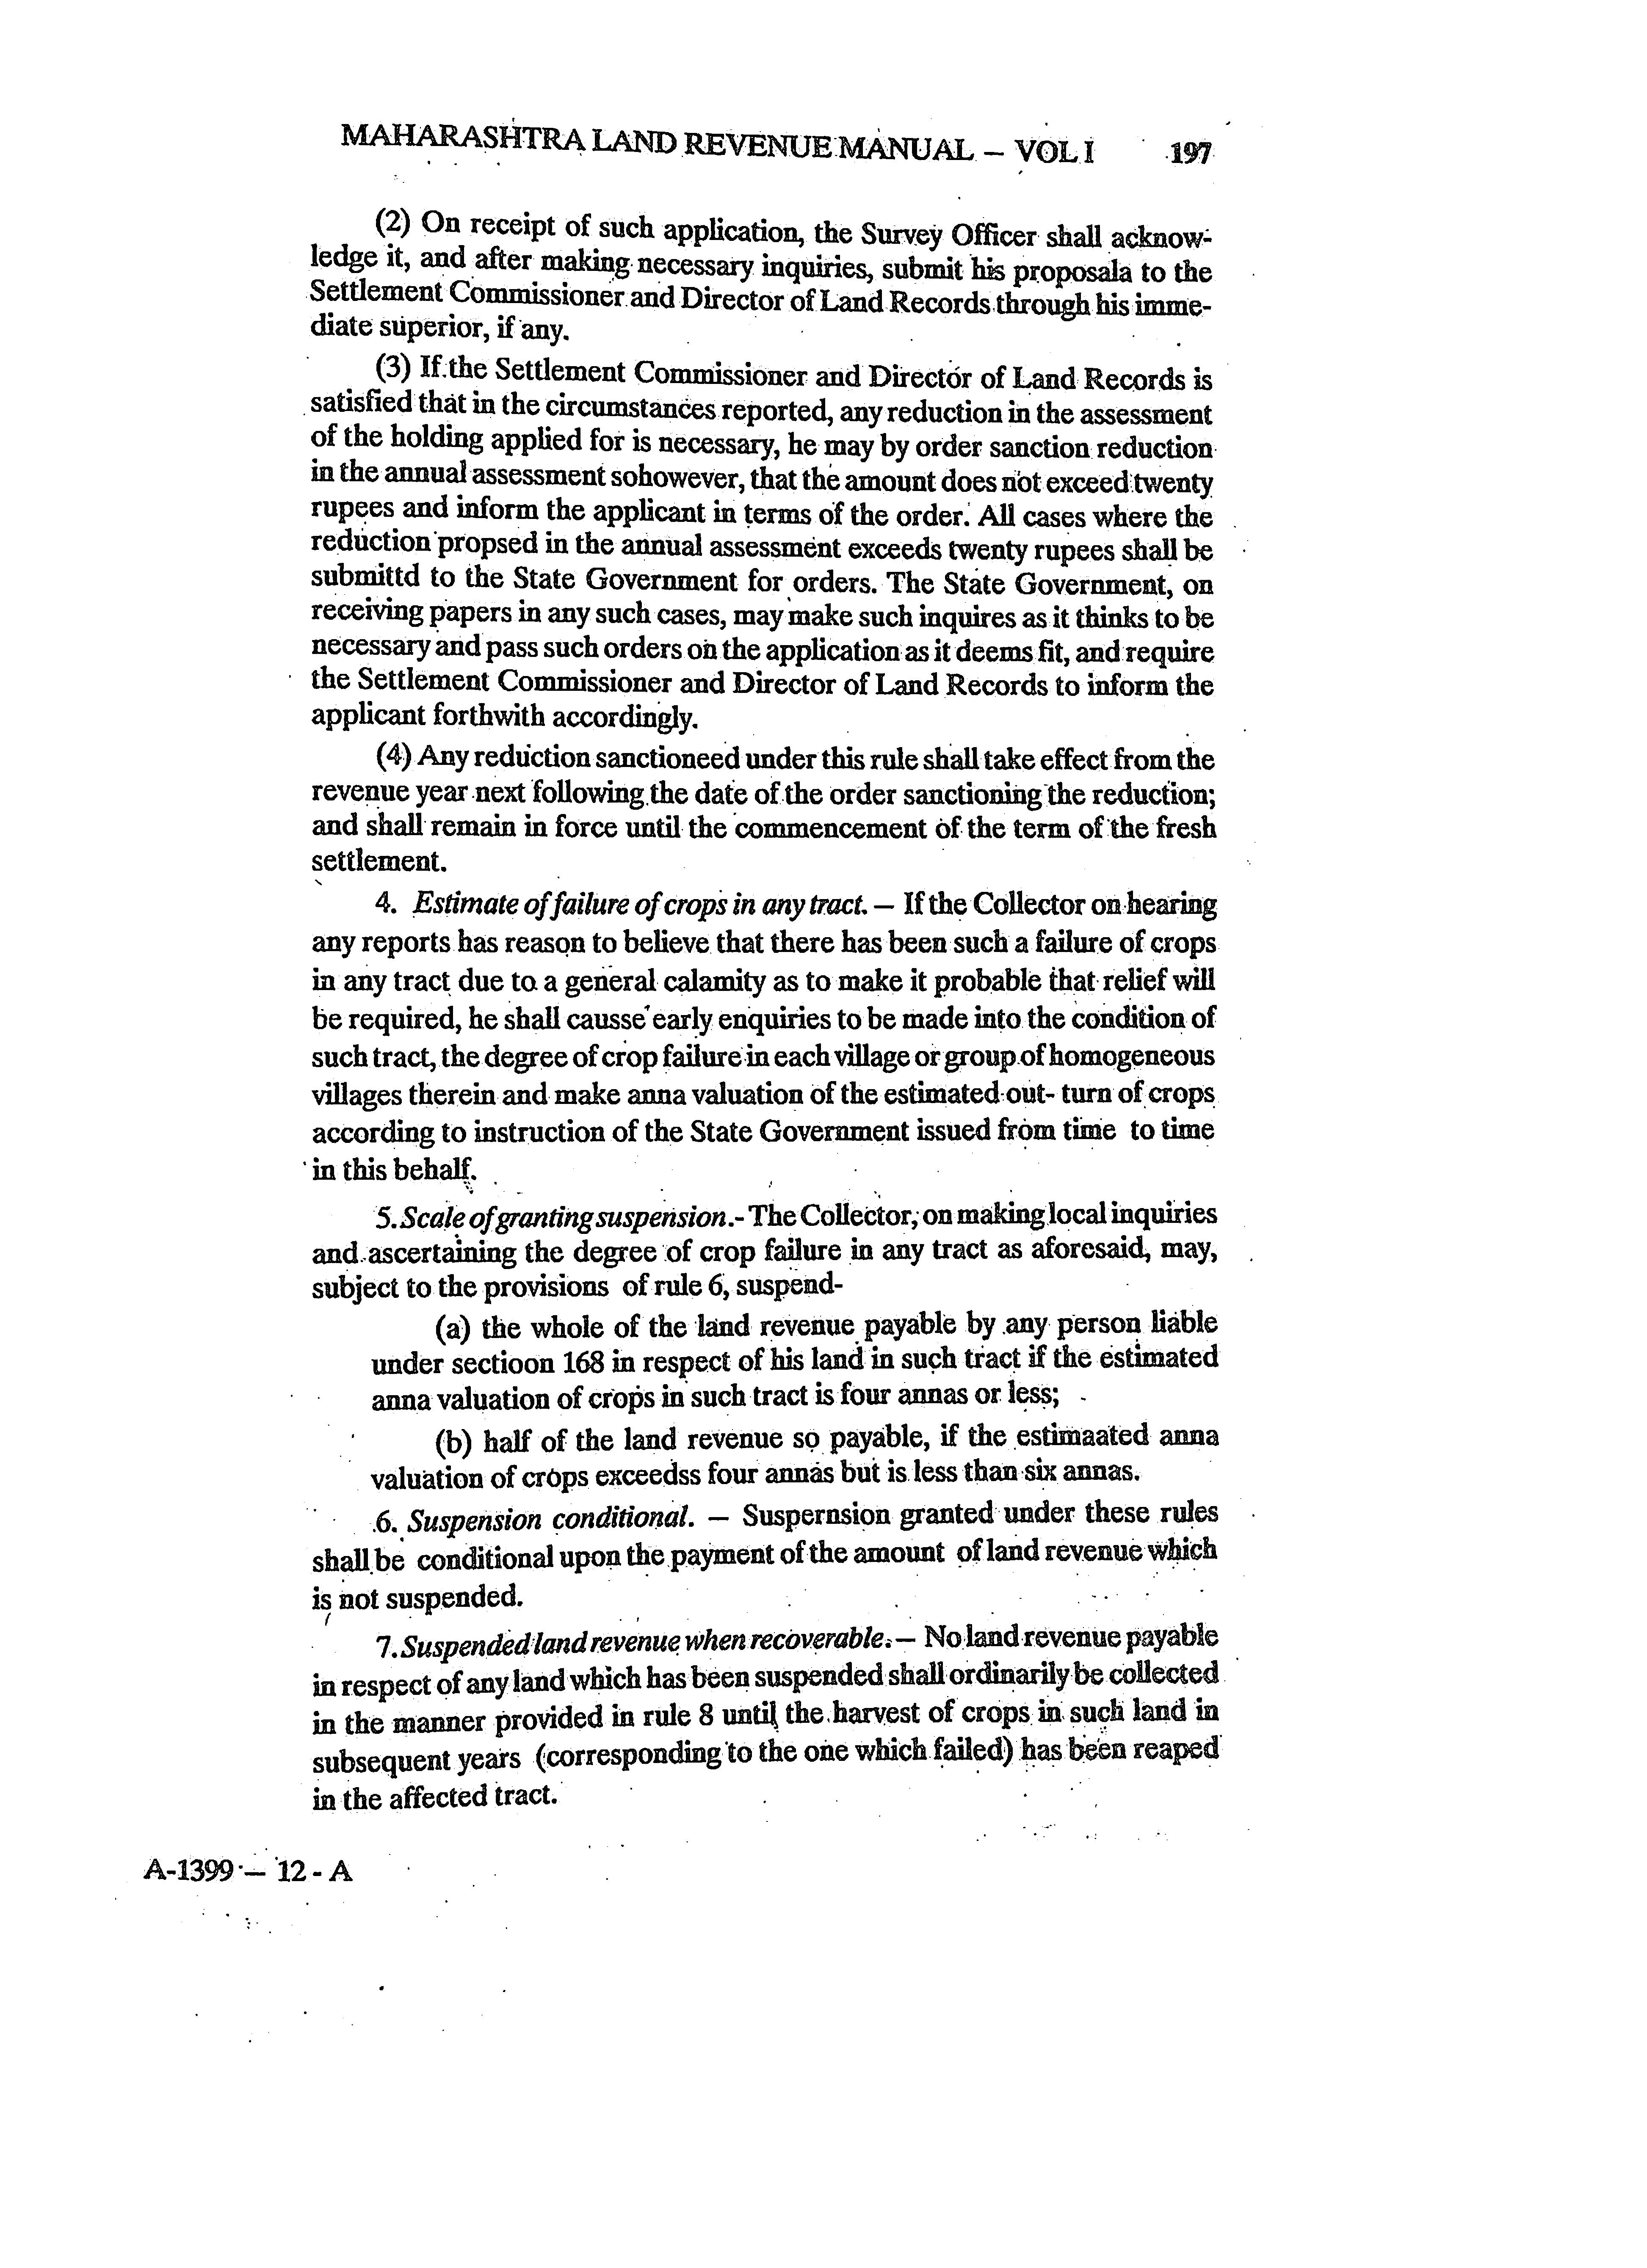 MAHARASHTRA LAND REVENUE MANUAL – VOL I 197
(2) On receipt of such application, the Survey Officer shall acknow-
ledge it, and after making necessary inquiries, submit his proposala to the
Settlement Commissioner and Director of Land Records through his imme-
diate superior, if any.
(3) If the Settlement Commissioner and Director of Land Records is
satisfied that in the circumstances reported, any reduction in the assessment
of the holding applied for is necessary, he may by order sanction reduction
in the annual assessment sohowever, that the amount does not exceed twenty
rupees and inform the applicant in terms of the order. All cases where the
reduction propsed in the annual assessment exceeds twenty rupees shall be
submittd to the State Government for orders. The State Government, on
receiving papers in any such cases, may make such inquires as it thinks to be
necessary and pass such orders on the application as it deems fit, and require
the Settlement Commissioner and Director of Land Records to inform the
applicant forthwith accordingly.
(4) Any reduction sanctioneed under this rule shall take effect from the
revenue year next following the date of the order sanctioning the reduction;
and shall remain in force until the commencement of the term of the fresh
settlement.
4. Estimate of failure of crops in any tract. – If the Collector on hearing
any reports has reason to believe that there has been such a failure of crops
in any tract due to a general calamity as to make it probable that relief will
be required, he shall causse early enquiries to be made into the condition of
such tract, the degree of crop failure in each village or group of homogeneous
villages therein and make anna valuation of the estimated out- turn of crops
according to instruction of the State Government issued from time to time
in this behalf.
5. Scale of granting suspension.- The Collector, on making local inquiries
and ascertaining the degree of crop failure in any tract as aforesaid, may,
subject to the provisions of rule 6, suspend-
(a) the whole of the land revenue payable by any person liable
under sectioon 168 in respect of his land in such tract if the estimated
anna valuation of crops in such tract is four annas or less;
(b) half of the land revenue so payable, if the estimaated anna
valuation of crops exceedss four annas but is less than six annas.
6. Suspension conditional. – Suspernsion granted under these rules
shall be conditional upon the payment of the amount of land revenue which
is not suspended.
7. Suspended land revenue when recoverable. – No land revenue payable
in respect of any land which has been suspended shall ordinarily be collected
in the manner provided in rule 8 until the harvest of crops in such land in
subsequent years (corresponding to the one which failed) has been reaped
in the affected tract.
A-1399 – 12 - A